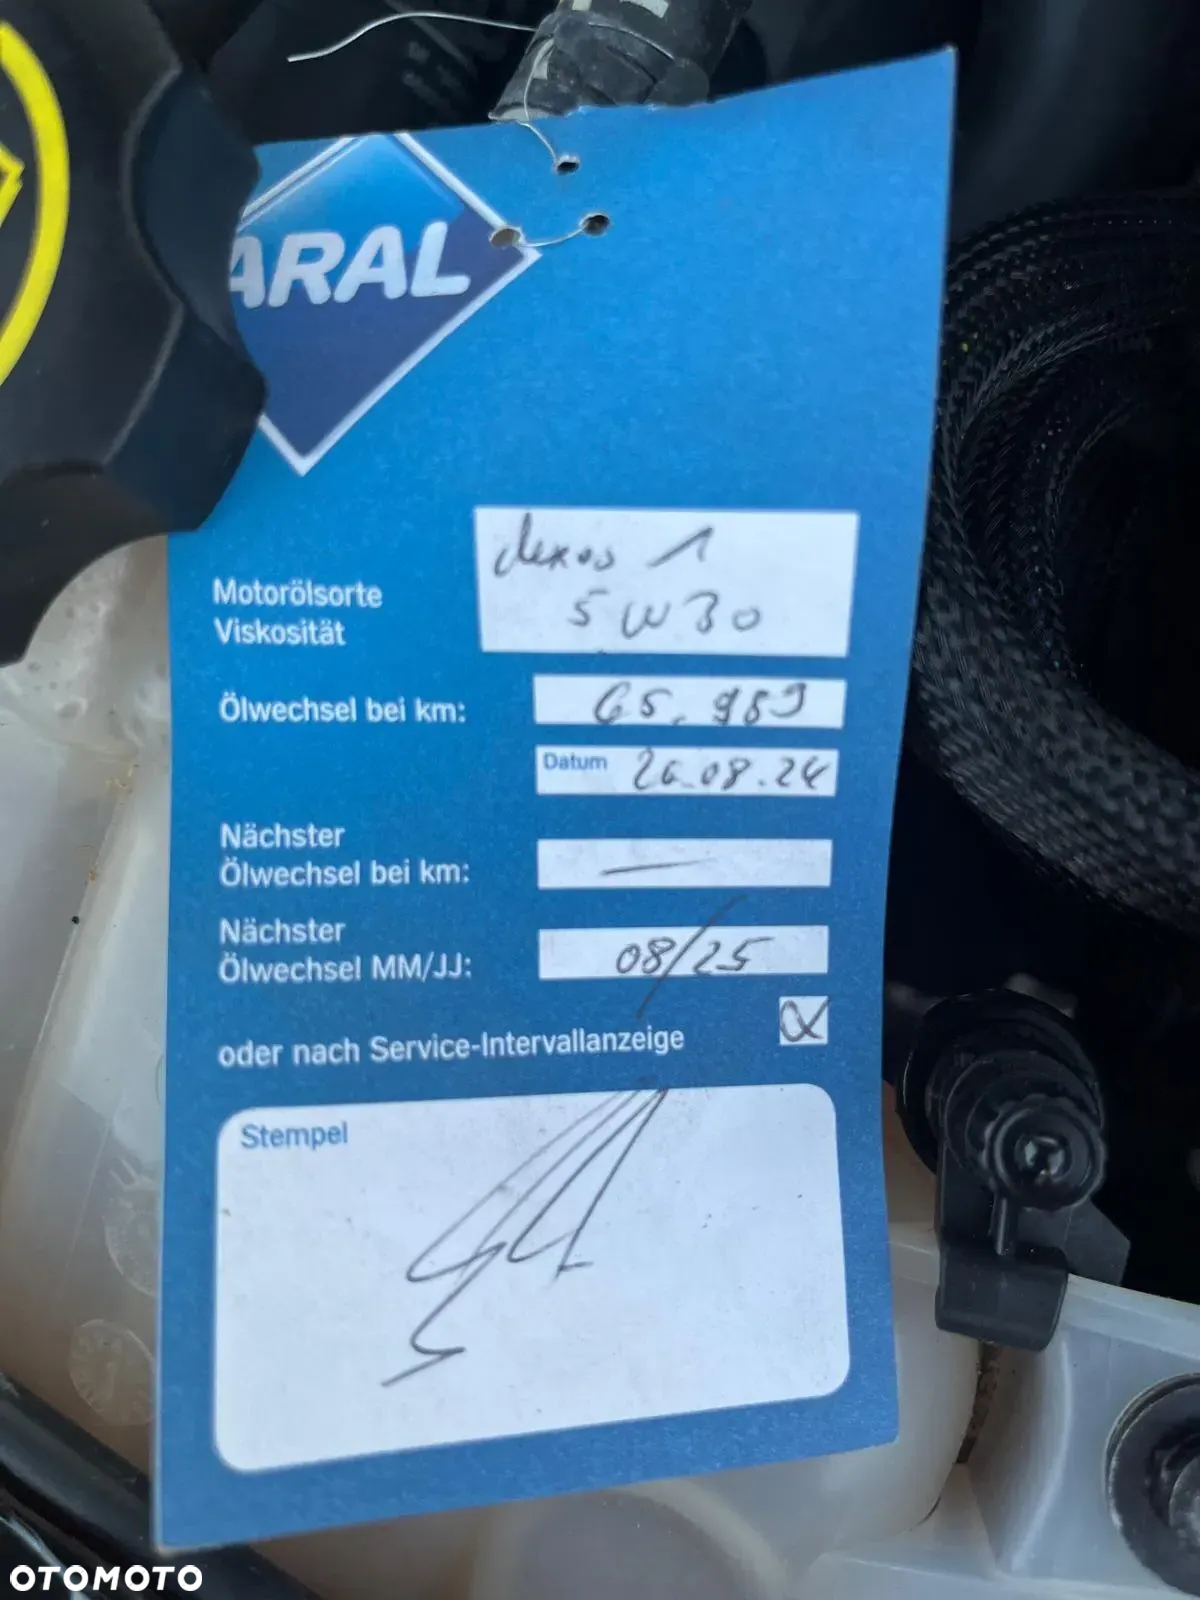 ARAL
Motorölsorte
Viskosität
dexos 1
5W30
Ölwechsel bei km: 65.989
Datum 26.08.24
Nächster
Ölwechsel bei km: —
Nächster
Ölwechsel MM/JJ: 08/25
oder nach Service-Intervallanzeige
Stempel
OTOMOTO